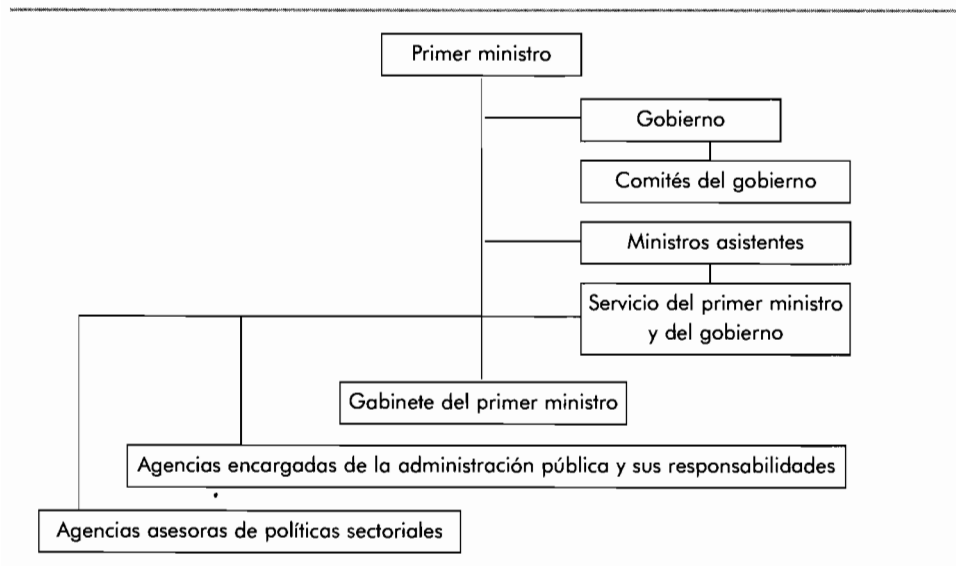 Primer ministro
Gobierno
Comités del gobierno
Ministros asistentes
Servicio del primer ministro
y del gobierno
Gabinete del primer ministro
Agencias encargadas de la administración pública y sus responsabilidades
Agencias asesoras de políticas sectoriales